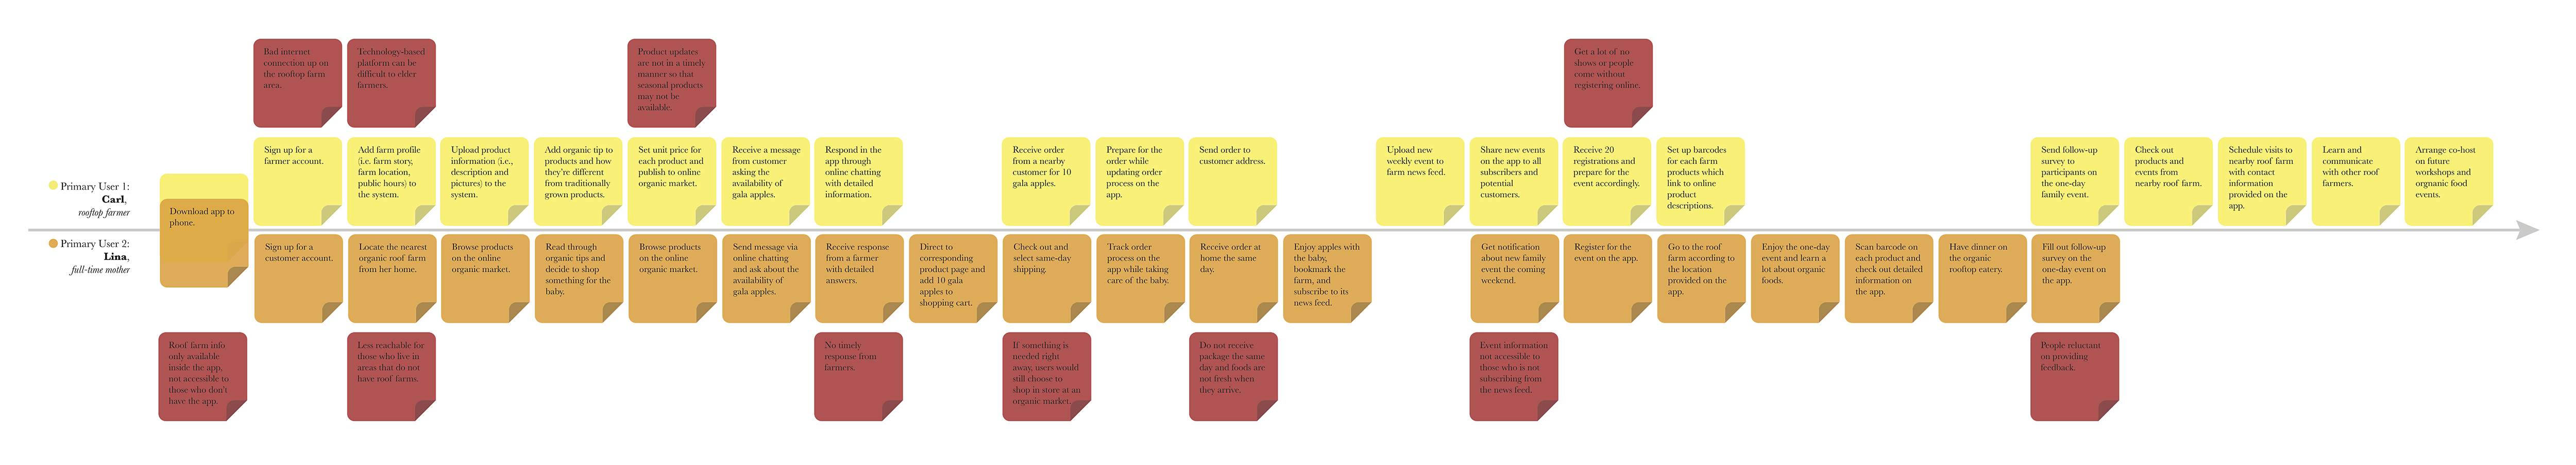 Bad internet
connection up on
the rooftop farm
area.
Technology-based
platform can be
difficult to elder
farmers.
Product updates
are not in a timely
manner so that
seasonal products
may not be
available.
Get a lot of no
shows or people
come without
registering online.
Primary User 1:
Carl,
rooftop farmer
Sign up for a
farmer account.
Add farm profile
(i.e. farm story,
farm location,
public hours) to
the system.
Upload product
information (i.e.,
description and
pictures) to the
system.
Add organic tip to
products and how
they're different
from traditionally
grown products.
Set unit price for
each product and
publish to online
organic market.
Receive a message
from customer
asking the
availability of
gala apples.
Respond in the
app through
online chatting
with detailed
information.
Receive order
from a nearby
customer for 10
gala apples.
Prepare for the
order while
updating order
process on the
app.
Send order to
customer address.
Upload new
weekly event to
farm news feed.
Share new events
on the app to all
subscribers and
potential
customers.
Receive 20
registrations and
prepare for the
event accordingly.
Set up barcodes
for each farm
products which
link to online
product
descriptions.
Send follow-up
survey to
participants on
the one-day
family event.
Check out
products and
events from
nearby roof farm.
Schedule visits to
nearby roof farm
with contact
information
provided on the
app.
Learn and
communicate
with other roof
farmers.
Arrange co-host
on future
workshops and
orgnanic food
events.
Download app to
phone.
Primary User 2:
Lina,
full-time mother
Sign up for a
customer account.
Locate the nearest
organic roof farm
from her home.
Browse products
on the online
organic market.
Read through
organic tips and
decide to shop
something for the
baby.
Browse products
on the online
organic market.
Send message via
online chatting
and ask about the
availability of
gala apples.
Receive response
from a farmer
with detailed
answers.
Direct to
corresponding
product page and
add 10 gala
apples to
shopping cart.
Check out and
select same-day
shipping.
Track order
process on the
app while taking
care of the baby.
Receive order at
home the same
day.
Enjoy apples with
the baby,
bookmark the
farm, and
subscribe to its
news feed.
Get notification
about new family
event the coming
weekend.
Register for the
event on the app.
Go to the roof
farm according to
the location
provided on the
app.
Enjoy the one-day
event and learn a
lot about organic
foods.
Scan barcode on
each product and
check out detailed
information on
the app.
Have dinner on
the organic
rooftop eatery.
Fill out follow-up
survey on the
one-day event on
the app.
Roof farm info
only available
inside the app,
not accessible to
those who don't
have the app.
Less reachable for
those who live in
areas that do not
have roof farms.
No timely
response from
farmers.
If something is
needed right
away, users would
still choose to
shop in store at an
organic market.
Do not receive
package the same
day and foods are
not fresh when
they arrive.
Event information
not accessible to
those who is not
subscribing from
the news feed.
People reluctant
on providing
feedback.